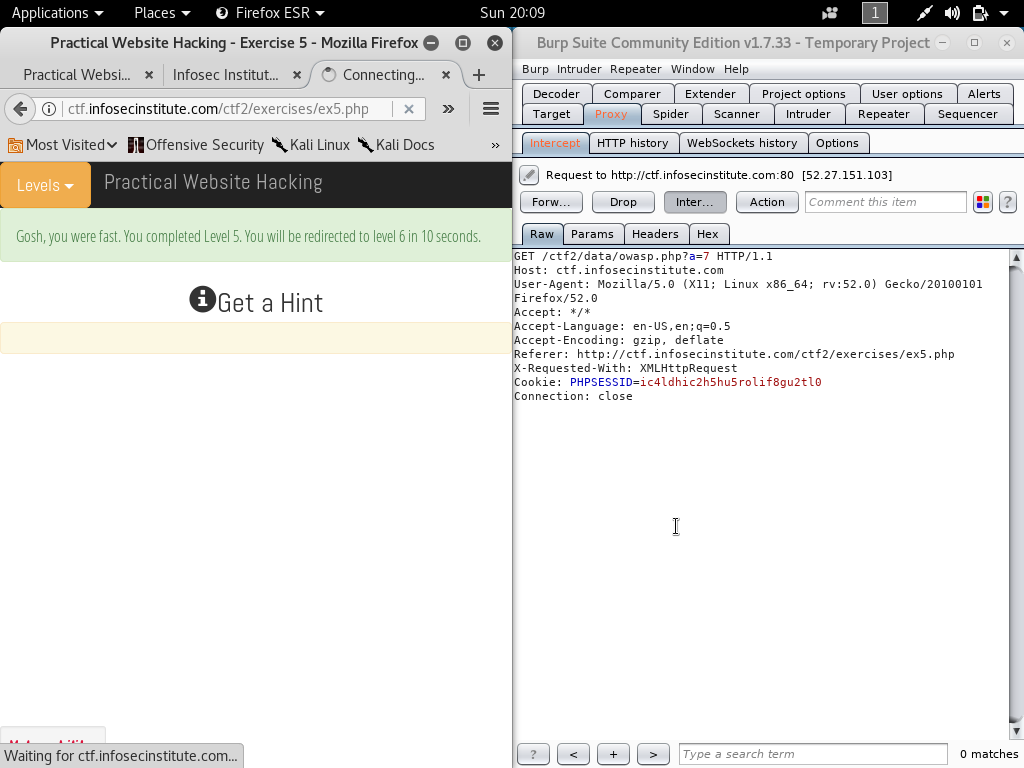 Applications Places Firefox ESR Sun 20:09 1
Practical Website Hacking - Exercise 5 - Mozilla Firefox
Practical Websi... Infosec Institut... Connecting...
ctf.infosecinstitute.com/ctf2/exercises/ex5.php
Most Visited Offensive Security Kali Linux Kali Docs »
Levels Practical Website Hacking
Gosh, you were fast. You completed Level 5. You will be redirected to level 6 in 10 seconds.
Get a Hint
Waiting for ctf.infosecinstitute.com...
Burp Suite Community Edition v1.7.33 - Temporary Project
Burp Intruder Repeater Window Help
Decoder Comparer Extender Project options User options Alerts
Target Proxy Spider Scanner Intruder Repeater Sequencer
Intercept HTTP history WebSockets history Options
Request to http://ctf.infosecinstitute.com:80 [52.27.151.103]
Forw... Drop Inter... Action Comment this item ?
Raw Params Headers Hex
GET /ctf2/data/owasp.php?a=7 HTTP/1.1
Host: ctf.infosecinstitute.com
User-Agent: Mozilla/5.0 (X11; Linux x86_64; rv:52.0) Gecko/20100101
Firefox/52.0
Accept: */*
Accept-Language: en-US,en;q=0.5
Accept-Encoding: gzip, deflate
Referer: http://ctf.infosecinstitute.com/ctf2/exercises/ex5.php
X-Requested-With: XMLHttpRequest
Cookie: PHPSESSID=ic4ldhic2h5hu5rolif8gu2tl0
Connection: close
? < + > Type a search term 0 matches